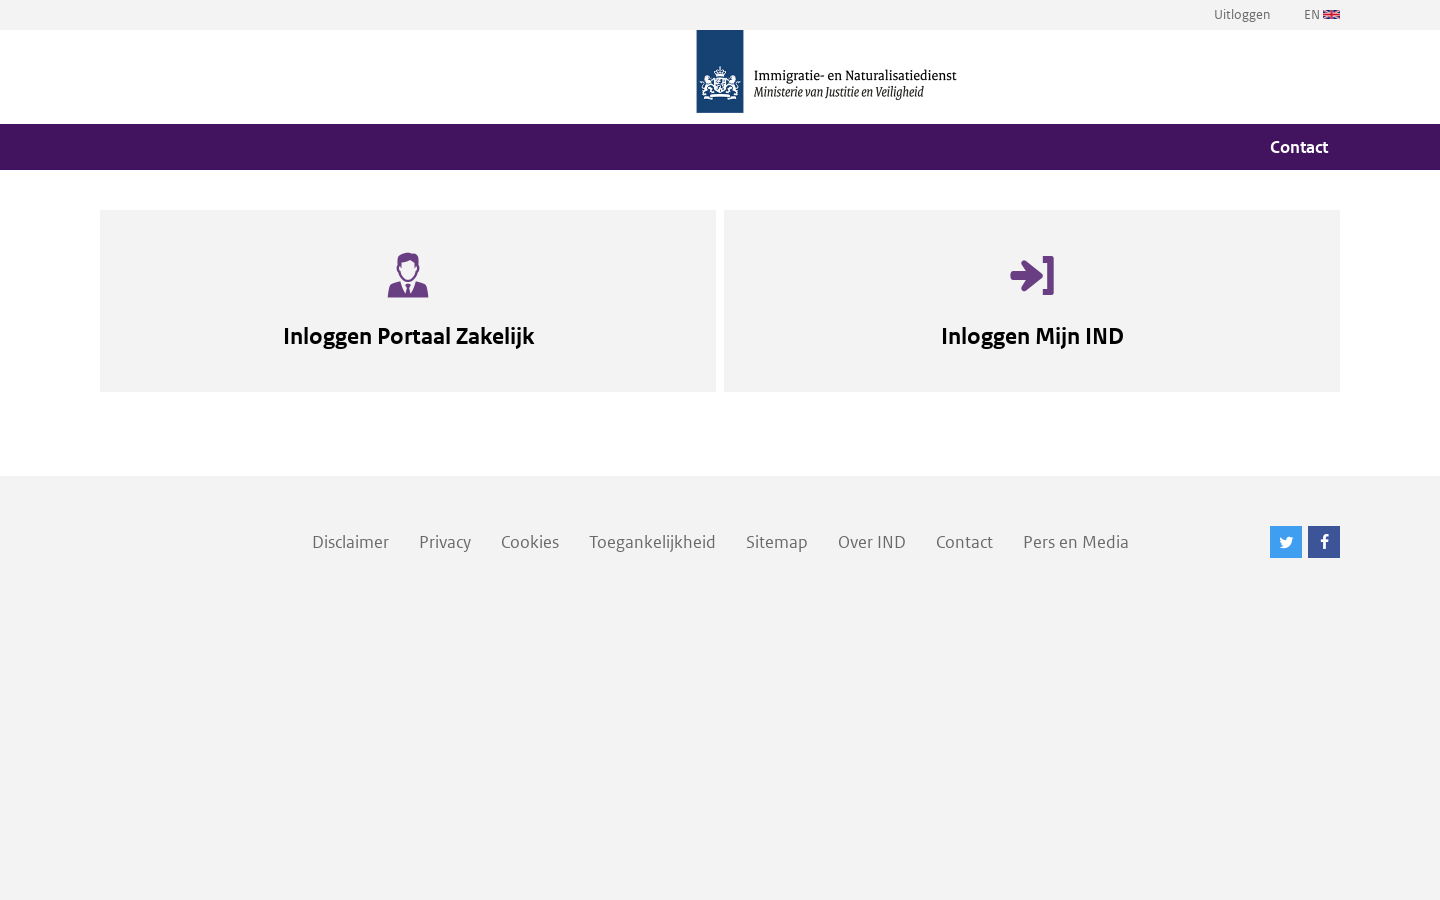 Uitloggen EN
Immigratie- en Naturalisatiedienst
Ministerie van Justitie en Veiligheid
Contact
Inloggen Portaal Zakelijk
Inloggen Mijn IND
Disclaimer Privacy Cookies Toegankelijkheid Sitemap Over IND Contact Pers en Media